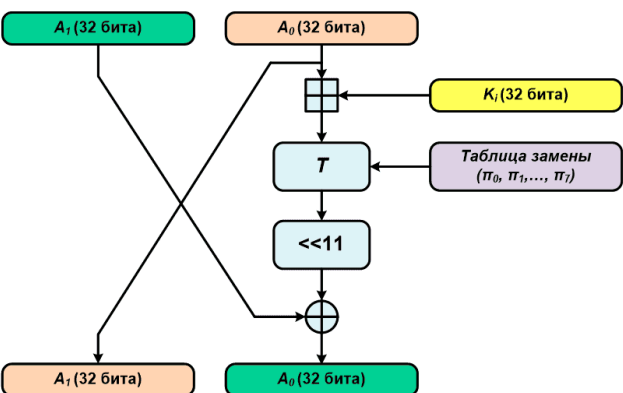 A₁ (32 бита)
A₀ (32 бита)
Kᵢ (32 бита)
T
Таблица замены
(π₀, π₁,..., π₇)
<<11
A₁ (32 бита)
A₀ (32 бита)